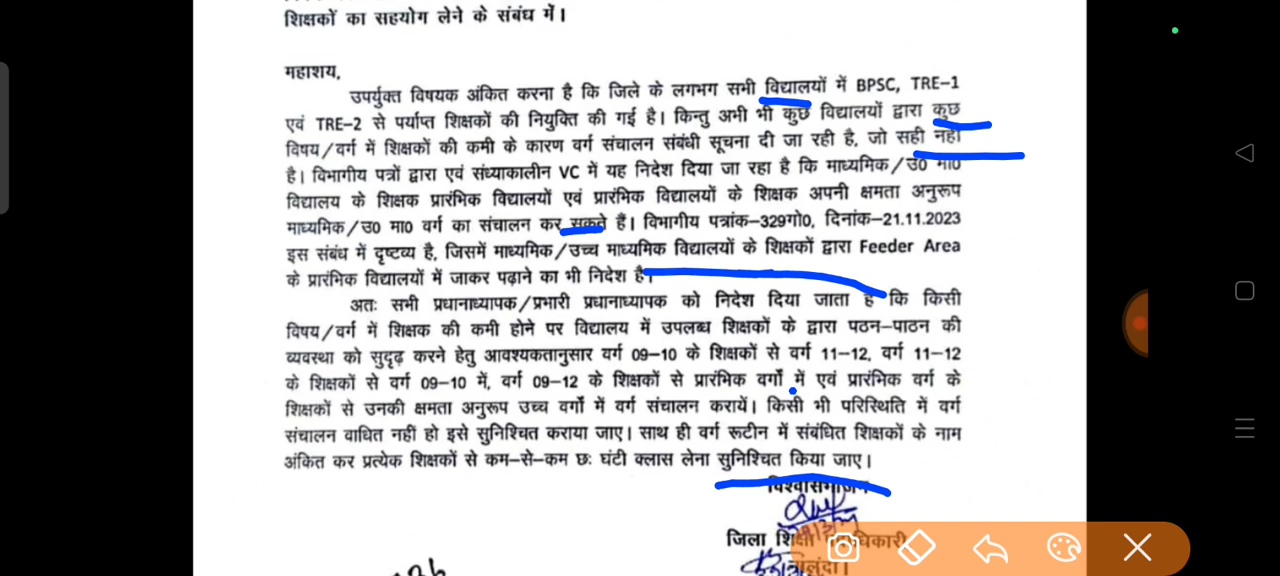 शिक्षकों का सहयोग लेने के संबंध में।
महाशय,
उपर्युक्त विषयक अंकित करना है कि जिले के लगभग सभी विद्यालयों में BPSC, TRE-1
एवं TRE-2 से पर्याप्त शिक्षकों की नियुक्ति की गई है। किन्तु अभी भी कुछ विद्यालयों द्वारा कुछ
विषय/वर्ग में शिक्षकों की कमी के कारण वर्ग संचालन संबंधी सूचना दी जा रही है, जो सही नहीं
है। विभागीय पत्रों द्वारा एवं संध्याकालीन VC में यह निदेश दिया जा रहा है कि माध्यमिक/उ0 मा0
विद्यालय के शिक्षक प्रारंभिक विद्यालयों एवं प्रारंभिक विद्यालयों के शिक्षक अपनी क्षमता अनुरूप
माध्यमिक/उ0 मा0 वर्ग का संचालन कर सकते हैं। विभागीय पत्रांक-329गो0, दिनांक-21.11.2023
इस संबंध में दृष्टव्य है, जिसमें माध्यमिक/उच्च माध्यमिक विद्यालयों के शिक्षकों द्वारा Feeder Area
के प्रारंभिक विद्यालयों में जाकर पढ़ाने का भी निदेश है।
अतः सभी प्रधानाध्यापक/प्रभारी प्रधानाध्यापक को निदेश दिया जाता है कि किसी
विषय/वर्ग में शिक्षक की कमी होने पर विद्यालय में उपलब्ध शिक्षकों के द्वारा पठन-पाठन की
व्यवस्था को सुदृढ़ करने हेतु आवश्यकतानुसार वर्ग 09-10 के शिक्षकों से वर्ग 11-12, वर्ग 11-12
के शिक्षकों से वर्ग 09-10 में, वर्ग 09-12 के शिक्षकों से प्रारंभिक वर्गों में एवं प्रारंभिक वर्ग के
शिक्षकों से उनकी क्षमता अनुरूप उच्च वर्गों में वर्ग संचालन करायें। किसी भी परिस्थिति में वर्ग
संचालन वाधित नहीं हो इसे सुनिश्चित कराया जाए। साथ ही वर्ग रूटीन में संबंधित शिक्षकों के नाम
अंकित कर प्रत्येक शिक्षकों से कम-से-कम छः घंटी क्लास लेना सुनिश्चित किया जाए।
विश्वासभाजन
जिला शिक्षा पदाधिकारी
नालंदा।